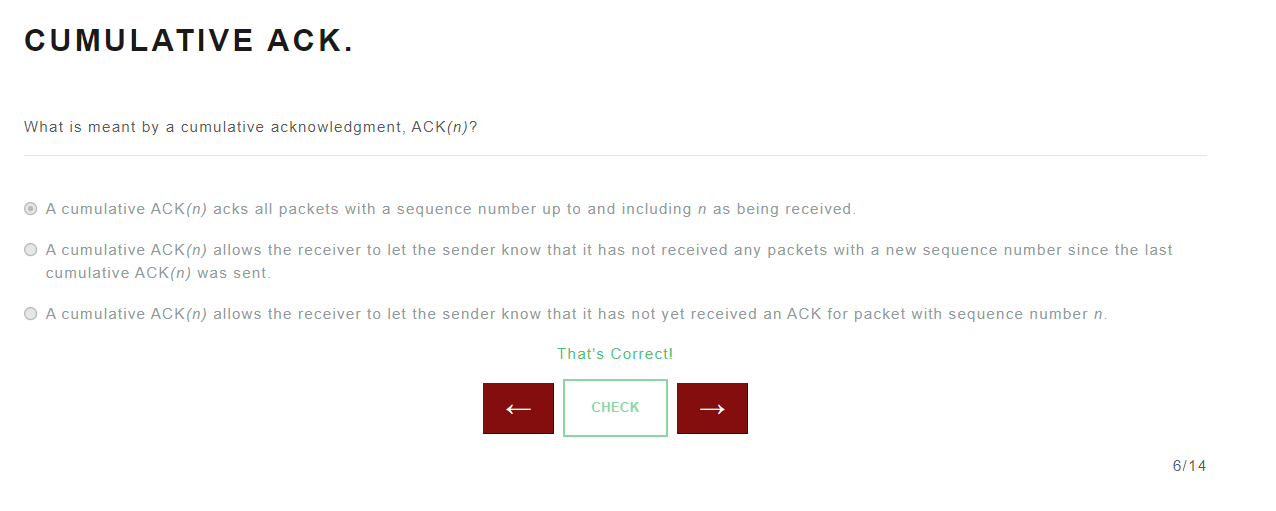 CUMULATIVE ACK.
What is meant by a cumulative acknowledgment, ACK(n)?
A cumulative ACK(n) acks all packets with a sequence number up to and including n as being received.
A cumulative ACK(n) allows the receiver to let the sender know that it has not received any packets with a new sequence number since the last
cumulative ACK(n) was sent.
A cumulative ACK(n) allows the receiver to let the sender know that it has not yet received an ACK for packet with sequence number n.
That's Correct!
← CHECK →
6/14